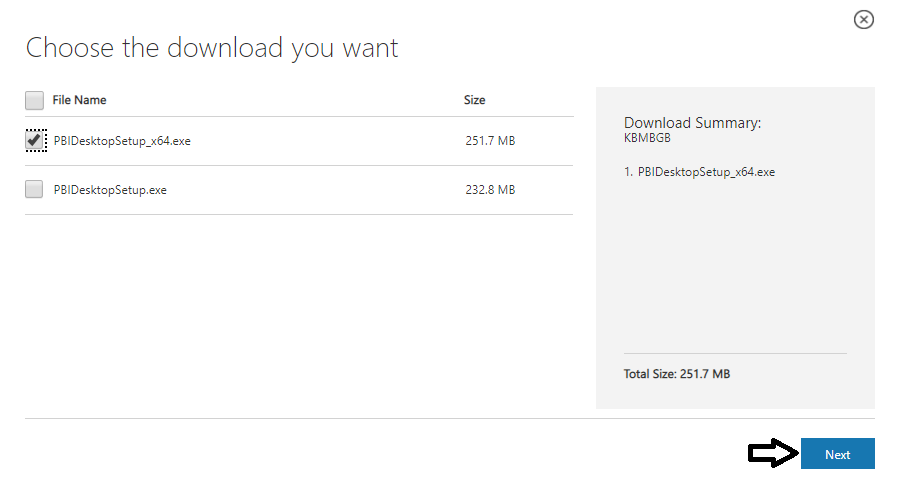 Choose the download you want
File Name Size
PBIDesktopSetup_x64.exe 251.7 MB
PBIDesktopSetup.exe 232.8 MB
Download Summary:
KBMBGB
1. PBIDesktopSetup_x64.exe
Total Size: 251.7 MB
Next